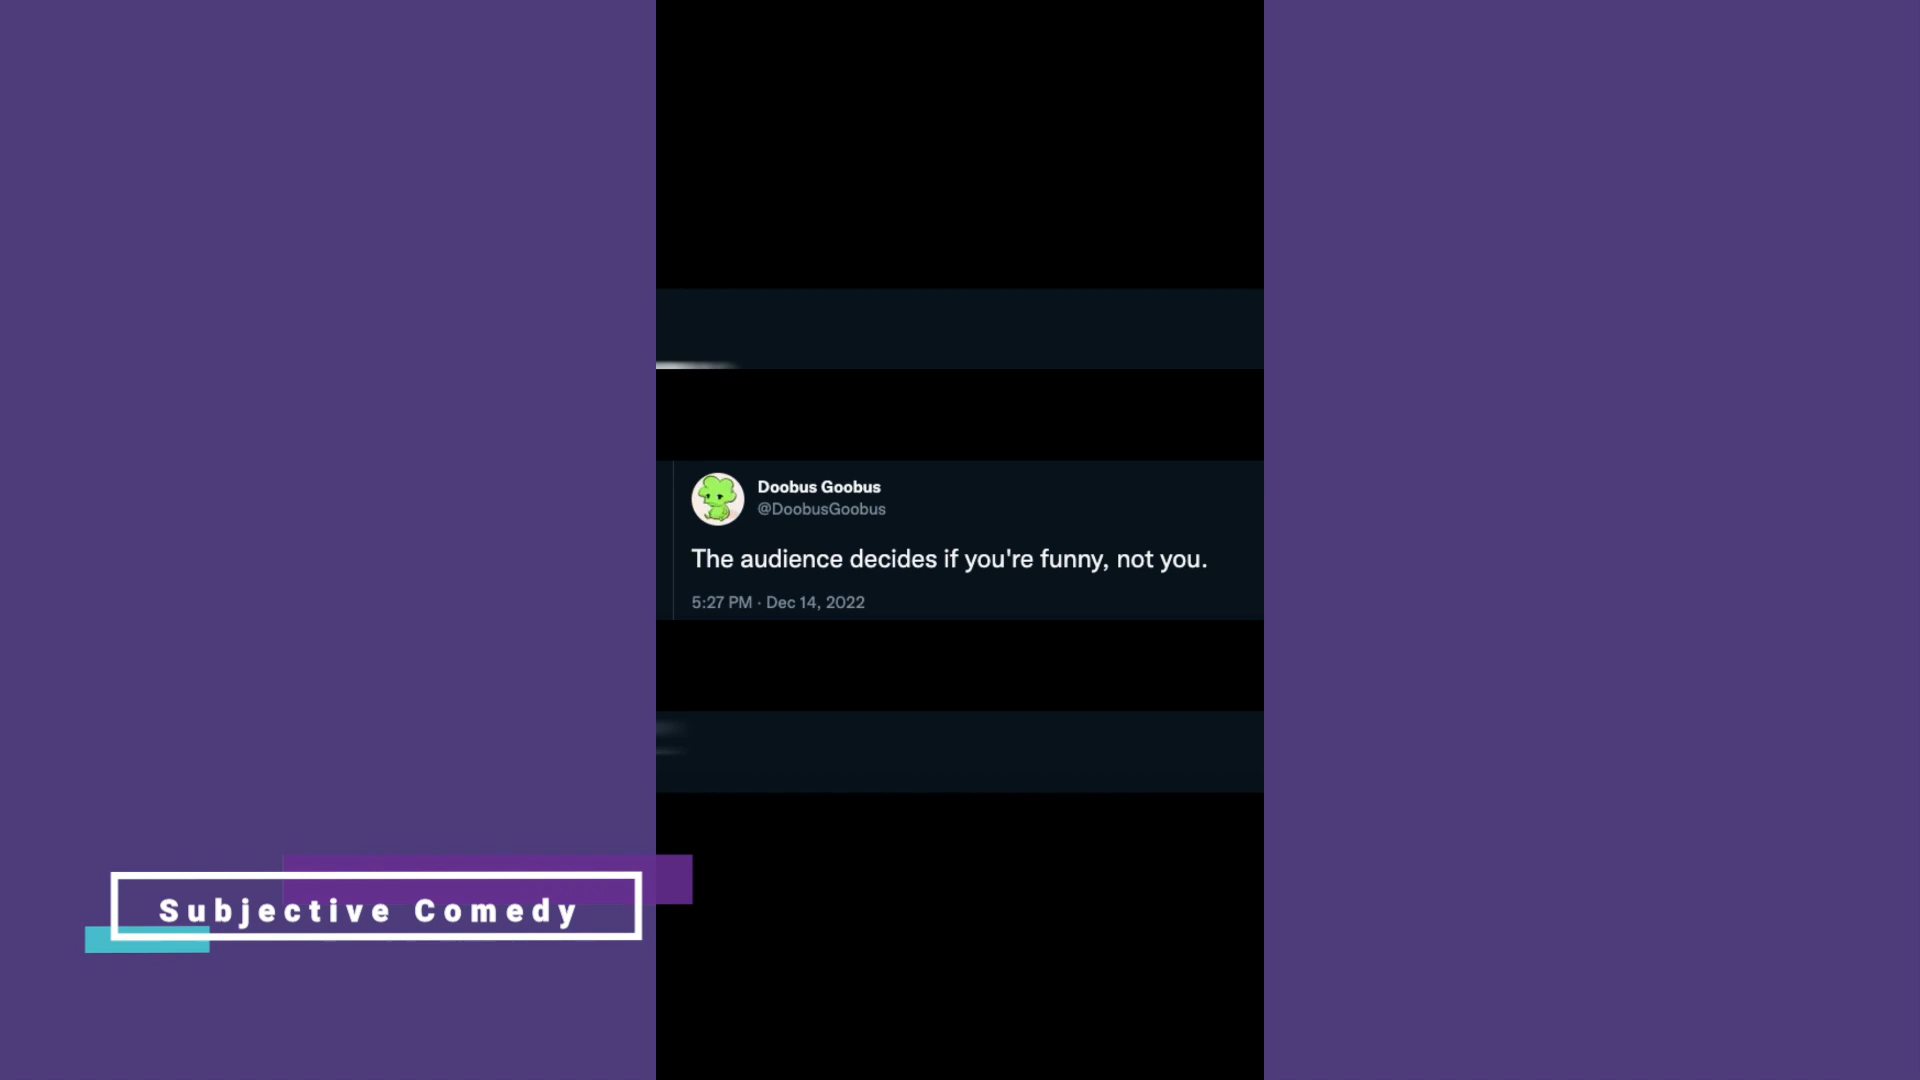 Doobus Goobus
@DoobusGoobus
The audience decides if you're funny, not you.
5:27 PM · Dec 14, 2022
Subjective Comedy